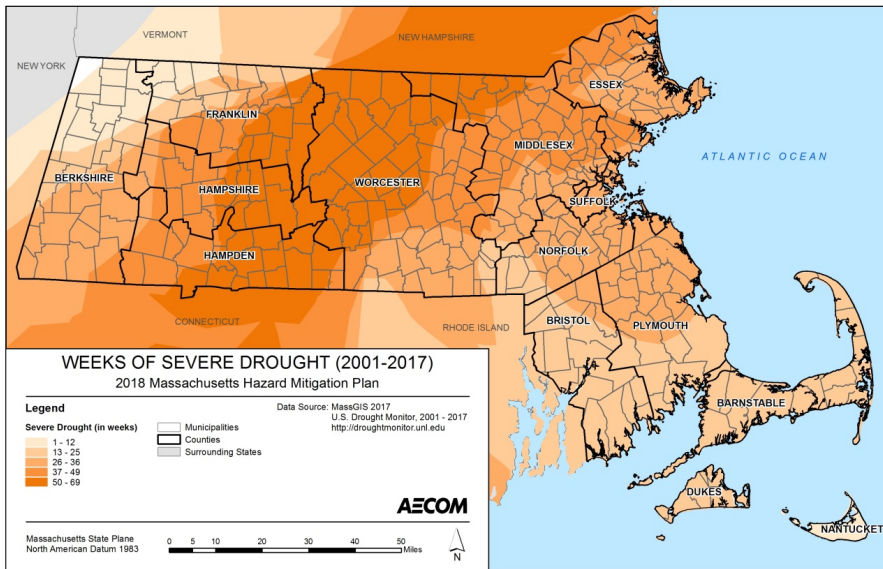 VERMONT
NEW HAMPSHIRE
NEW YORK
ESSEX
FRANKLIN
MIDDLESEX
ATLANTIC OCEAN
BERKSHIRE
HAMPSHIRE
WORCESTER
SUFFOLK
HAMPDEN
NORFOLK
CONNECTICUT
RHODE ISLAND
BRISTOL
PLYMOUTH
BARNSTABLE
DUKES
NANTUCKET
WEEKS OF SEVERE DROUGHT (2001-2017)
2018 Massachusetts Hazard Mitigation Plan
Legend
Severe Drought (in weeks)
1 - 12
13 - 25
26 - 36
37 - 49
50 - 69
Municipalities
Counties
Surrounding States
Data Source: MassGIS 2017
U.S. Drought Monitor, 2001 - 2017
http://droughtmonitor.unl.edu
AECOM
Massachusetts State Plane
North American Datum 1983
0 5 10 20 30 40 50
Miles
N